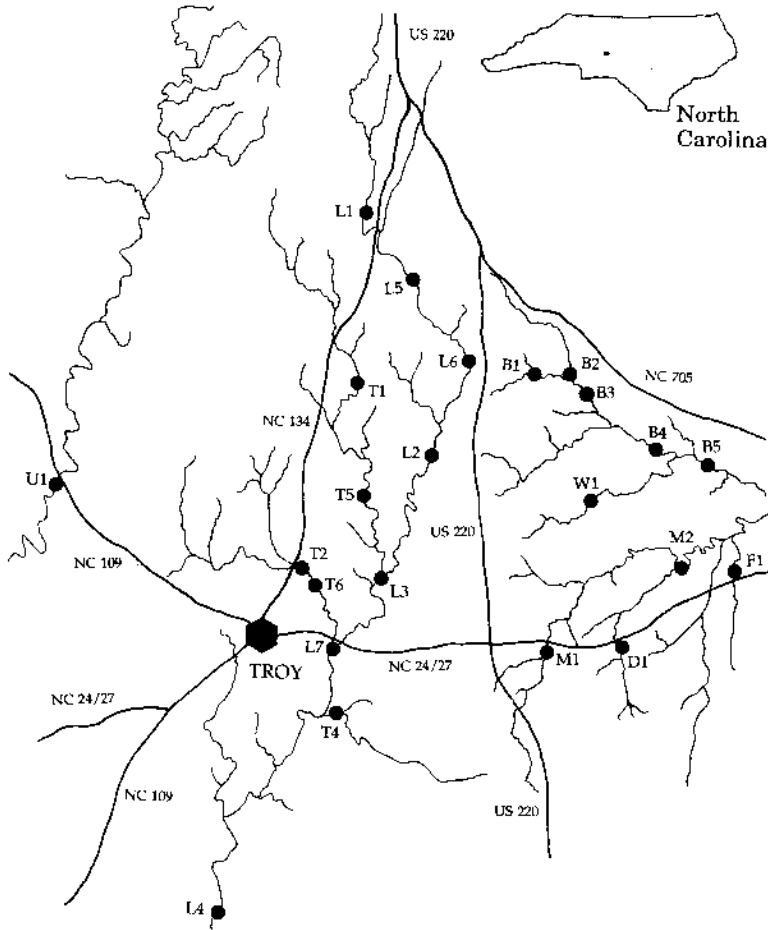 US 220
North
Carolina
L1
L5
L6
B1
B2
B3
NC 705
T1
NC 134
L2
B4
B5
U1
T5
W1
US 220
NC 109
T2
T6
L3
M2
F1
TROY
L7
NC 24/27
M1
D1
NC 24/27
T4
NC 109
US 220
L4